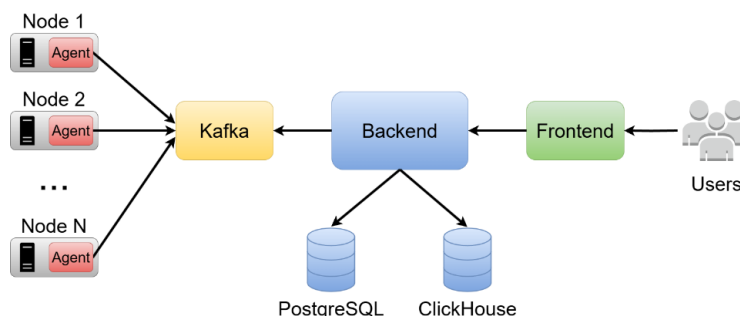 Node 1
Agent
Node 2
Agent
Kafka
Backend
Frontend
Users
...
Node N
Agent
PostgreSQL
ClickHouse